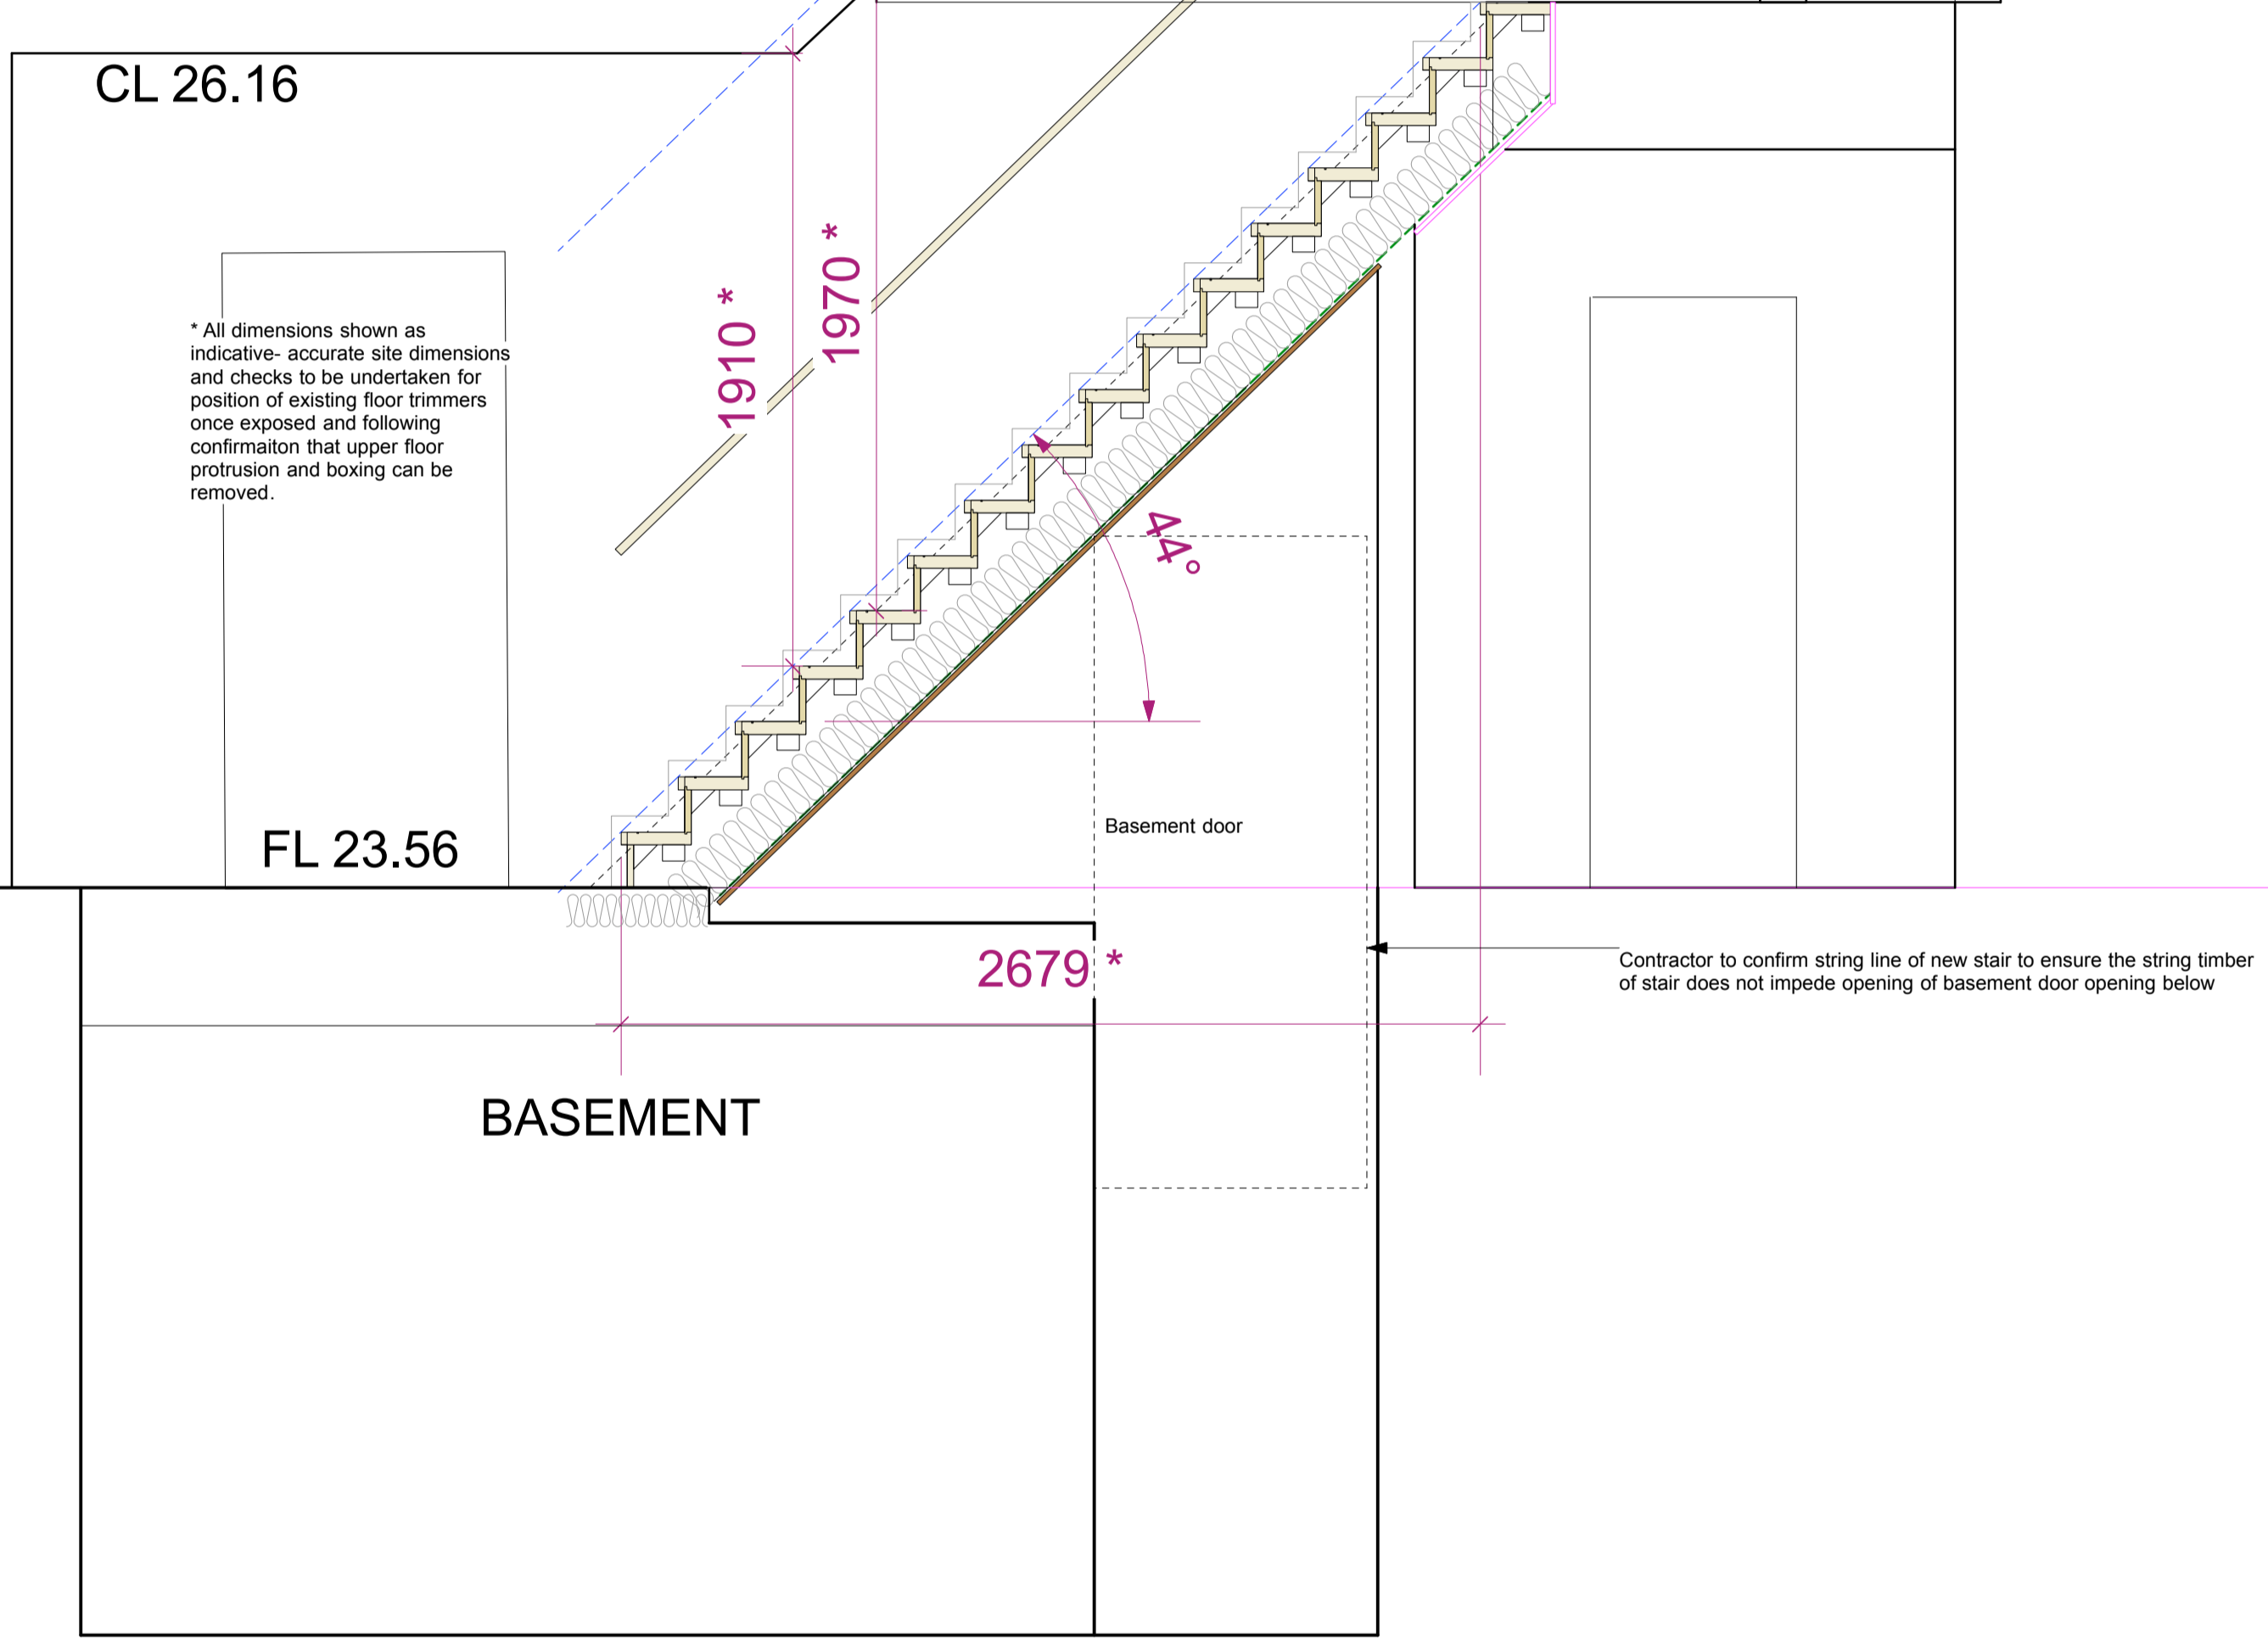 CL 26.16
* All dimensions shown as
indicative- accurate site dimensions
and checks to be undertaken for
position of existing floor trimmers
once exposed and following
confirmaiton that upper floor
protrusion and boxing can be
removed.
1910 *
1970 *
44°
FL 23.56
Basement door
2679 *
Contractor to confirm string line of new stair to ensure the string timber
of stair does not impede opening of basement door opening below
BASEMENT